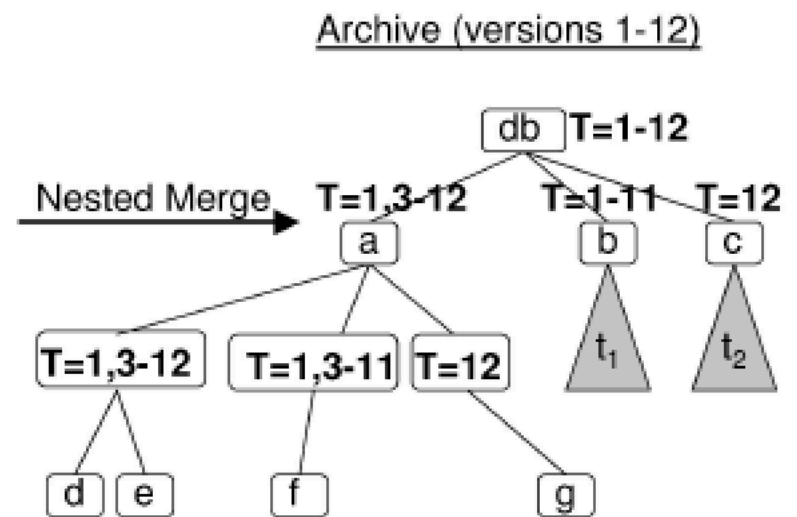 Archive (versions 1-12)
db T=1-12
Nested Merge T=1,3-12 T=1-11 T=12
a b c
T=1,3-12 T=1,3-11 T=12 t1 t2
d e f g